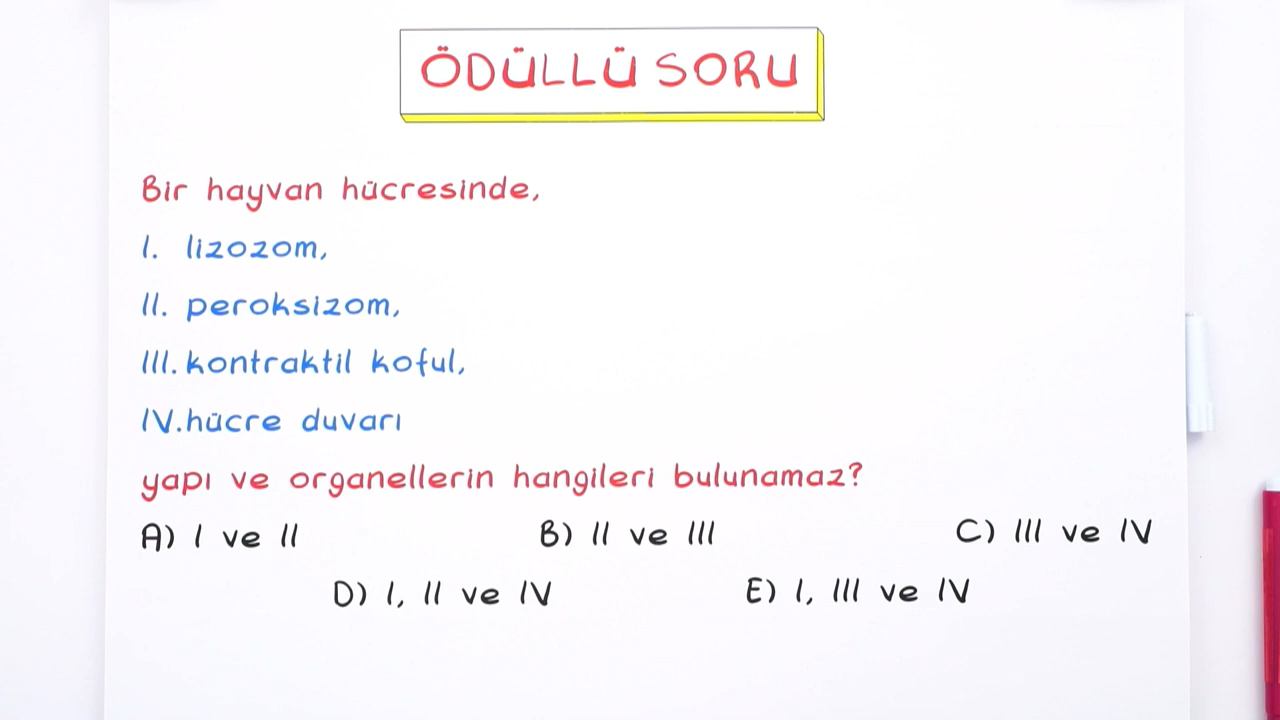 ÖDÜLLÜ SORU
Bir hayvan hücresinde,
I. lizozom,
II. peroksizom,
III. kontraktil koful,
IV. hücre duvarı
yapı ve organellerin hangileri bulunamaz?
A) I ve II B) II ve III C) III ve IV
D) I, II ve IV E) I, III ve IV